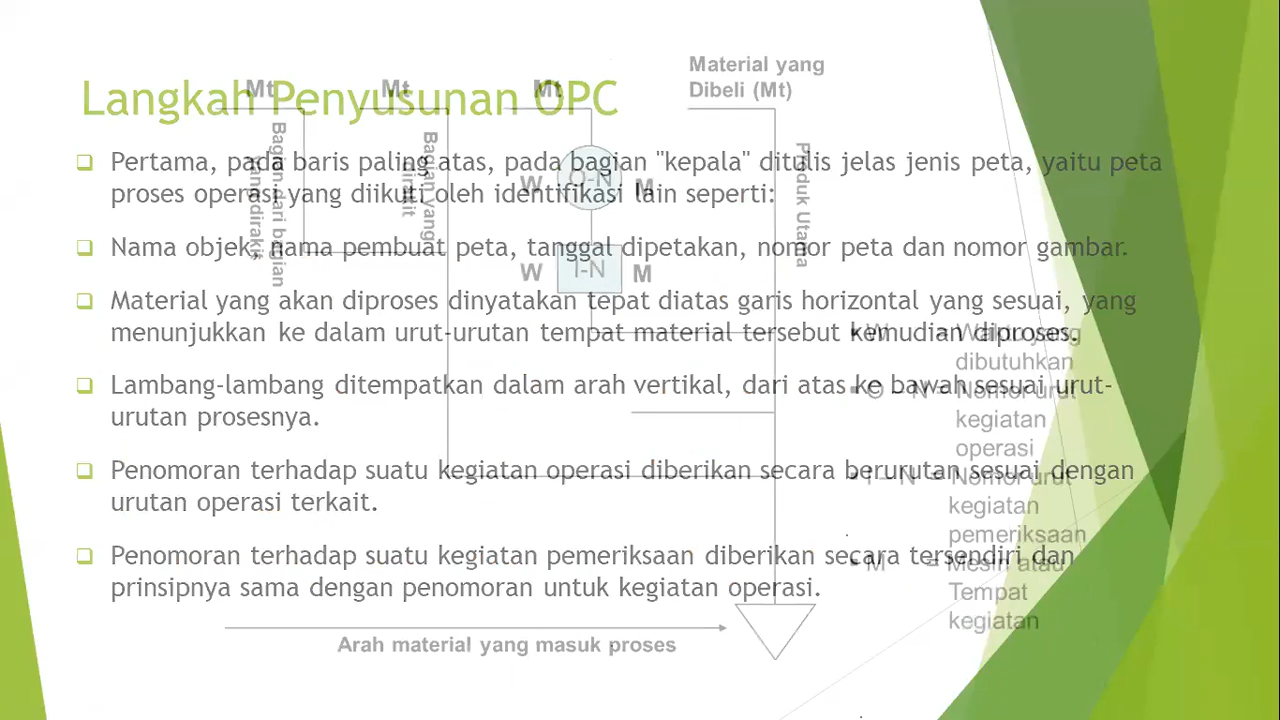 Langkah Penyusunan OPC
Pertama, pada baris paling atas, pada bagian "kepala" ditulis jelas jenis peta, yaitu peta
proses operasi yang diikuti oleh identifikasi lain seperti:
Nama objek, nama pembuat peta, tanggal dipetakan, nomor peta dan nomor gambar.
Material yang akan diproses dinyatakan tepat diatas garis horizontal yang sesuai, yang
menunjukkan ke dalam urut-urutan tempat material tersebut kemudian diproses.
Lambang-lambang ditempatkan dalam arah vertikal, dari atas ke bawah sesuai urut-
urutan prosesnya.
Penomoran terhadap suatu kegiatan operasi diberikan secara berurutan sesuai dengan
urutan operasi terkait.
Penomoran terhadap suatu kegiatan pemeriksaan diberikan secara tersendiri dan
prinsipnya sama dengan penomoran untuk kegiatan operasi.
Mt
Mt
Mt
Material yang
Dibeli (Mt)
Bagian dari bagian
yang dirakit
Bagian yang
dirakit
Produk Utama
W
O-N
M
W
I-N
M
W = Waktu yang
dibutuhkan
O – N = Nomor urut
kegiatan
operasi
I – N = Nomor urut
kegiatan
pemeriksaan
M = Mesin atau
Tempat
kegiatan
Arah material yang masuk proses